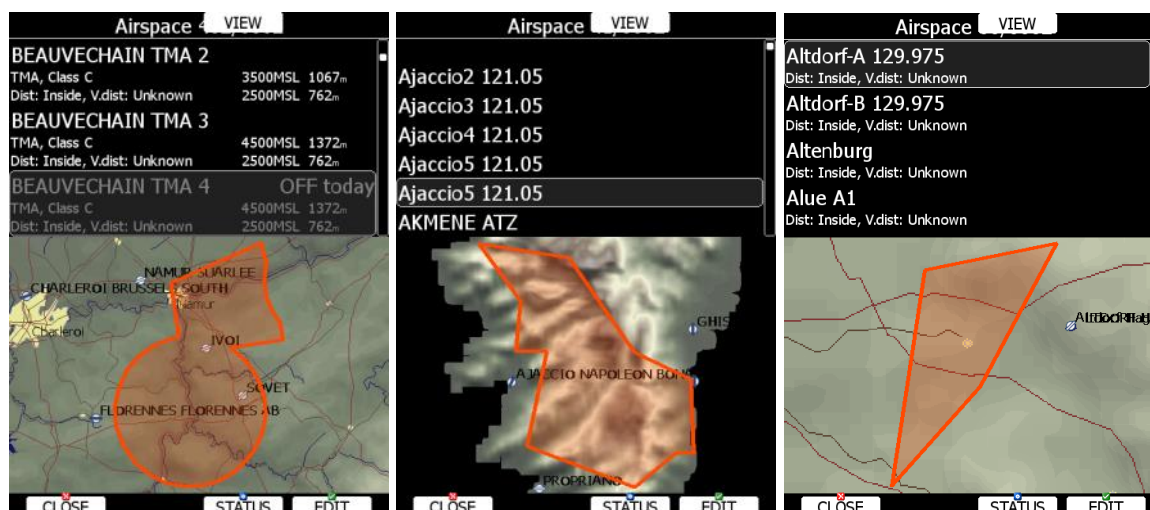 Airspace
VIEW
BEAUVECHAIN TMA 2
TMA, Class C 3500MSL 1067m
Dist: Inside, V.dist: Unknown 2500MSL 762m
BEAUVECHAIN TMA 3
TMA, Class C 4500MSL 1372m
Dist: Inside, V.dist: Unknown 2500MSL 762m
BEAUVECHAIN TMA 4 OFF today
TMA, Class C 4500MSL 1372m
Dist: Inside, V.dist: Unknown 2500MSL 762m
NAMUR SUARLEE
CHARLEROI BRUSSELS SOUTH
Namur
Charleroi
IVOI
SOVET
FLORENNES FLORENNES AB
CLOSE
STATUS
EDIT
Airspace
VIEW
Ajaccio2 121.05
Ajaccio3 121.05
Ajaccio4 121.05
Ajaccio5 121.05
Ajaccio5 121.05
AKMENE ATZ
GHIS
AJACCIO NAPOLEON BONA
PROPRIANO
CLOSE
STATUS
EDIT
Airspace
VIEW
Altdorf-A 129.975
Dist: Inside, V.dist: Unknown
Altdorf-B 129.975
Dist: Inside, V.dist: Unknown
Altenburg
Dist: Inside, V.dist: Unknown
Alue A1
Dist: Inside, V.dist: Unknown
CLOSE
STATUS
EDIT